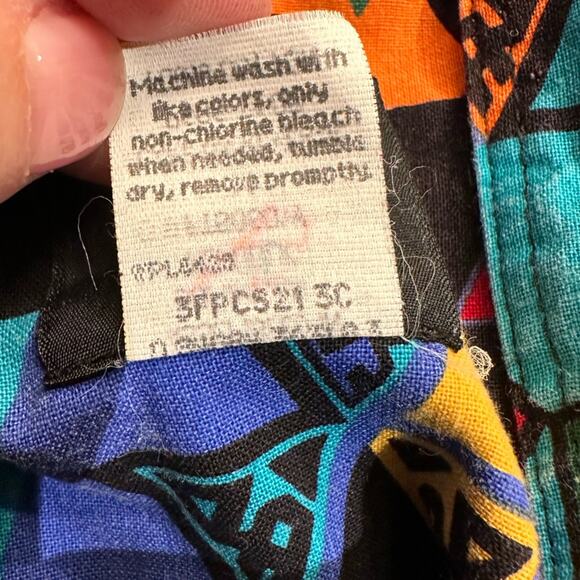 Machine wash with
like colors, only
non-chlorine bleach
when needed, tumble
dry, remove promptly.
3FPCS21 3C